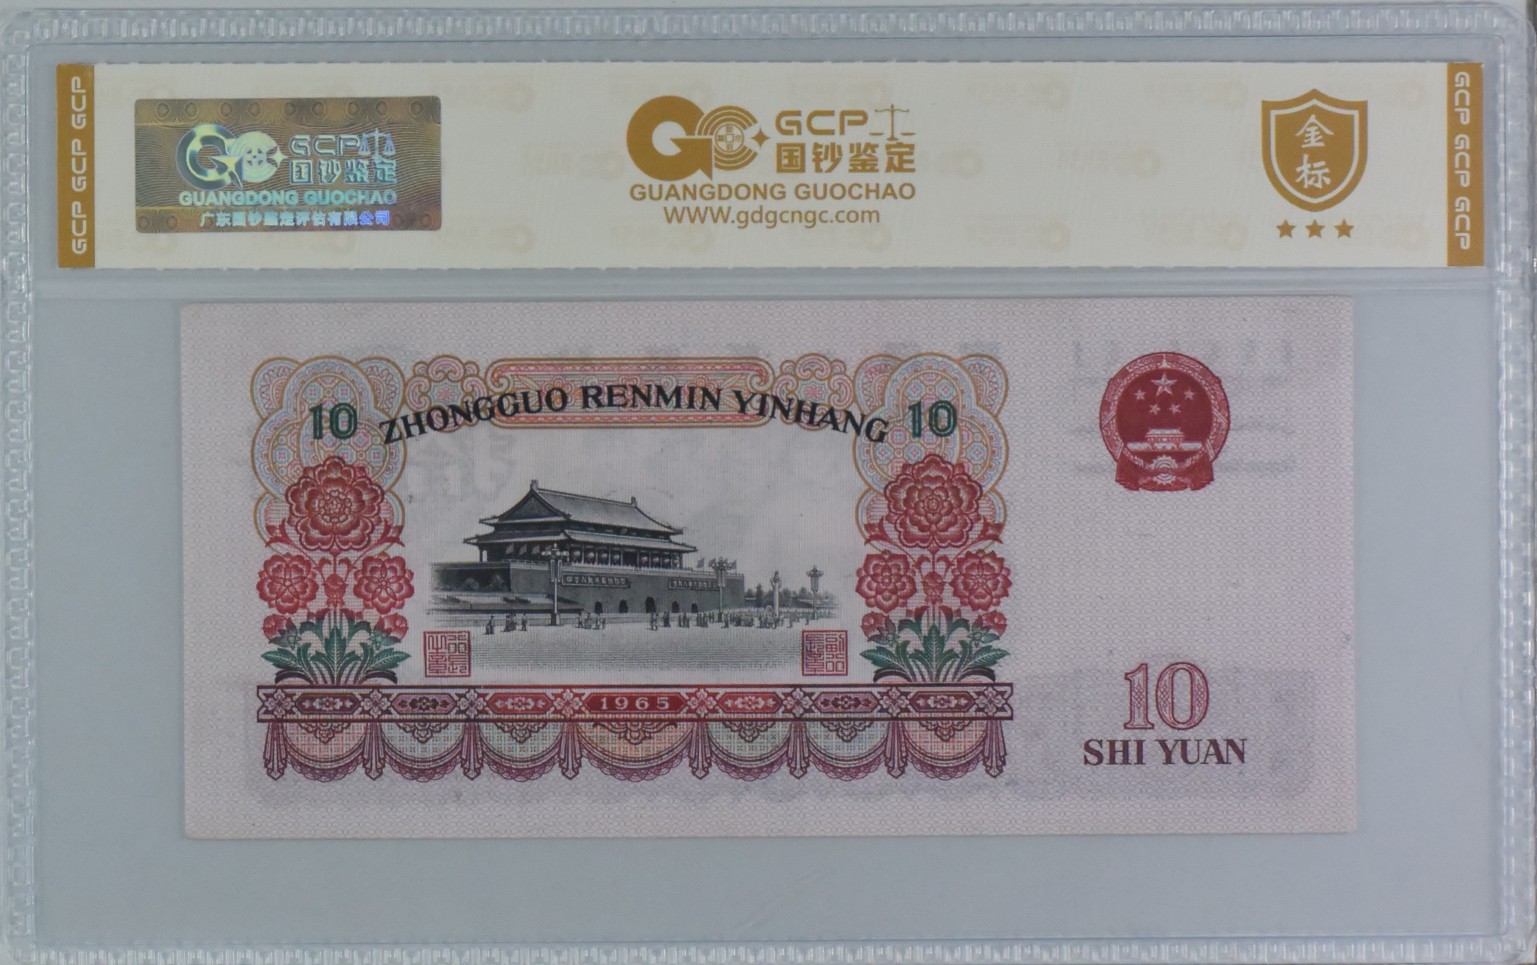 GCP GCP GCP
GCP
国钞鉴定
GUANGDONG GUOCHAO
广东国钞鉴定评估有限公司
GCP
国钞鉴定
GUANGDONG GUOCHAO
WWW.gdgcngc.com
金
标
GCP GCP GCP
10 ZHONGGUO RENMIN YINHANG 10
1965
10
SHI YUAN